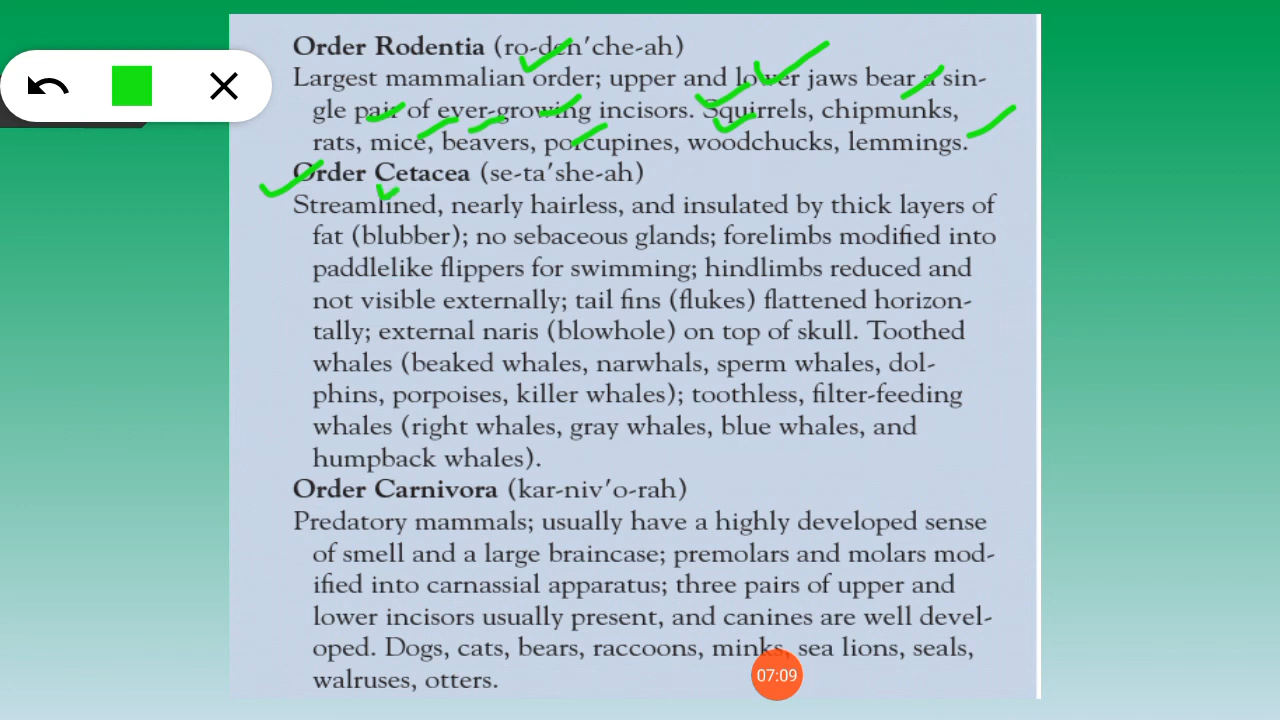 Order Rodentia (ro-den′che-ah)
Largest mammalian order; upper and lower jaws bear a sin-
gle pair of ever-growing incisors. Squirrels, chipmunks,
rats, mice, beavers, porcupines, woodchucks, lemmings.
Order Cetacea (se-ta′she-ah)
Streamlined, nearly hairless, and insulated by thick layers of
fat (blubber); no sebaceous glands; forelimbs modified into
paddlelike flippers for swimming; hindlimbs reduced and
not visible externally; tail fins (flukes) flattened horizon-
tally; external naris (blowhole) on top of skull. Toothed
whales (beaked whales, narwhals, sperm whales, dol-
phins, porpoises, killer whales); toothless, filter-feeding
whales (right whales, gray whales, blue whales, and
humpback whales).
Order Carnivora (kar-niv′o-rah)
Predatory mammals; usually have a highly developed sense
of smell and a large braincase; premolars and molars mod-
ified into carnassial apparatus; three pairs of upper and
lower incisors usually present, and canines are well devel-
oped. Dogs, cats, bears, raccoons, minks, sea lions, seals,
walruses, otters.
07:09